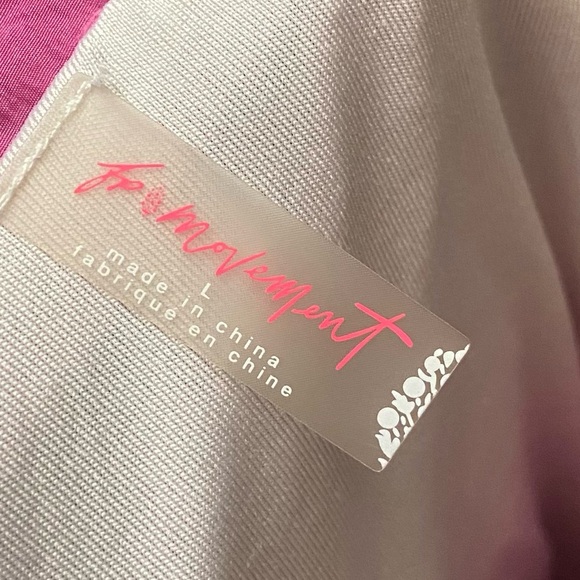 fp movement
L
made in china
fabriqué en chine